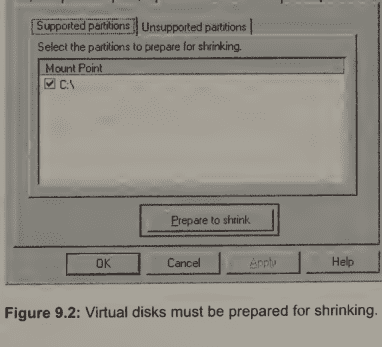 Supported partitions Unsupported partitions
Select the partitions to prepare for shrinking.
Mount Point
C:\
Prepare to shrink
OK Cancel Apply Help
Figure 9.2: Virtual disks must be prepared for shrinking.